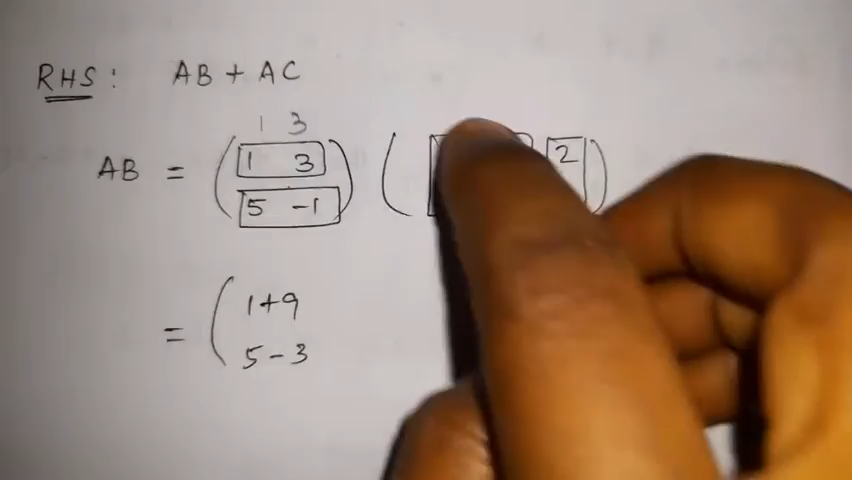 RHS : AB + AC
1 3
AB = ( 1 3 ) ( 2 )
5 -1
= ( 1+9
5-3